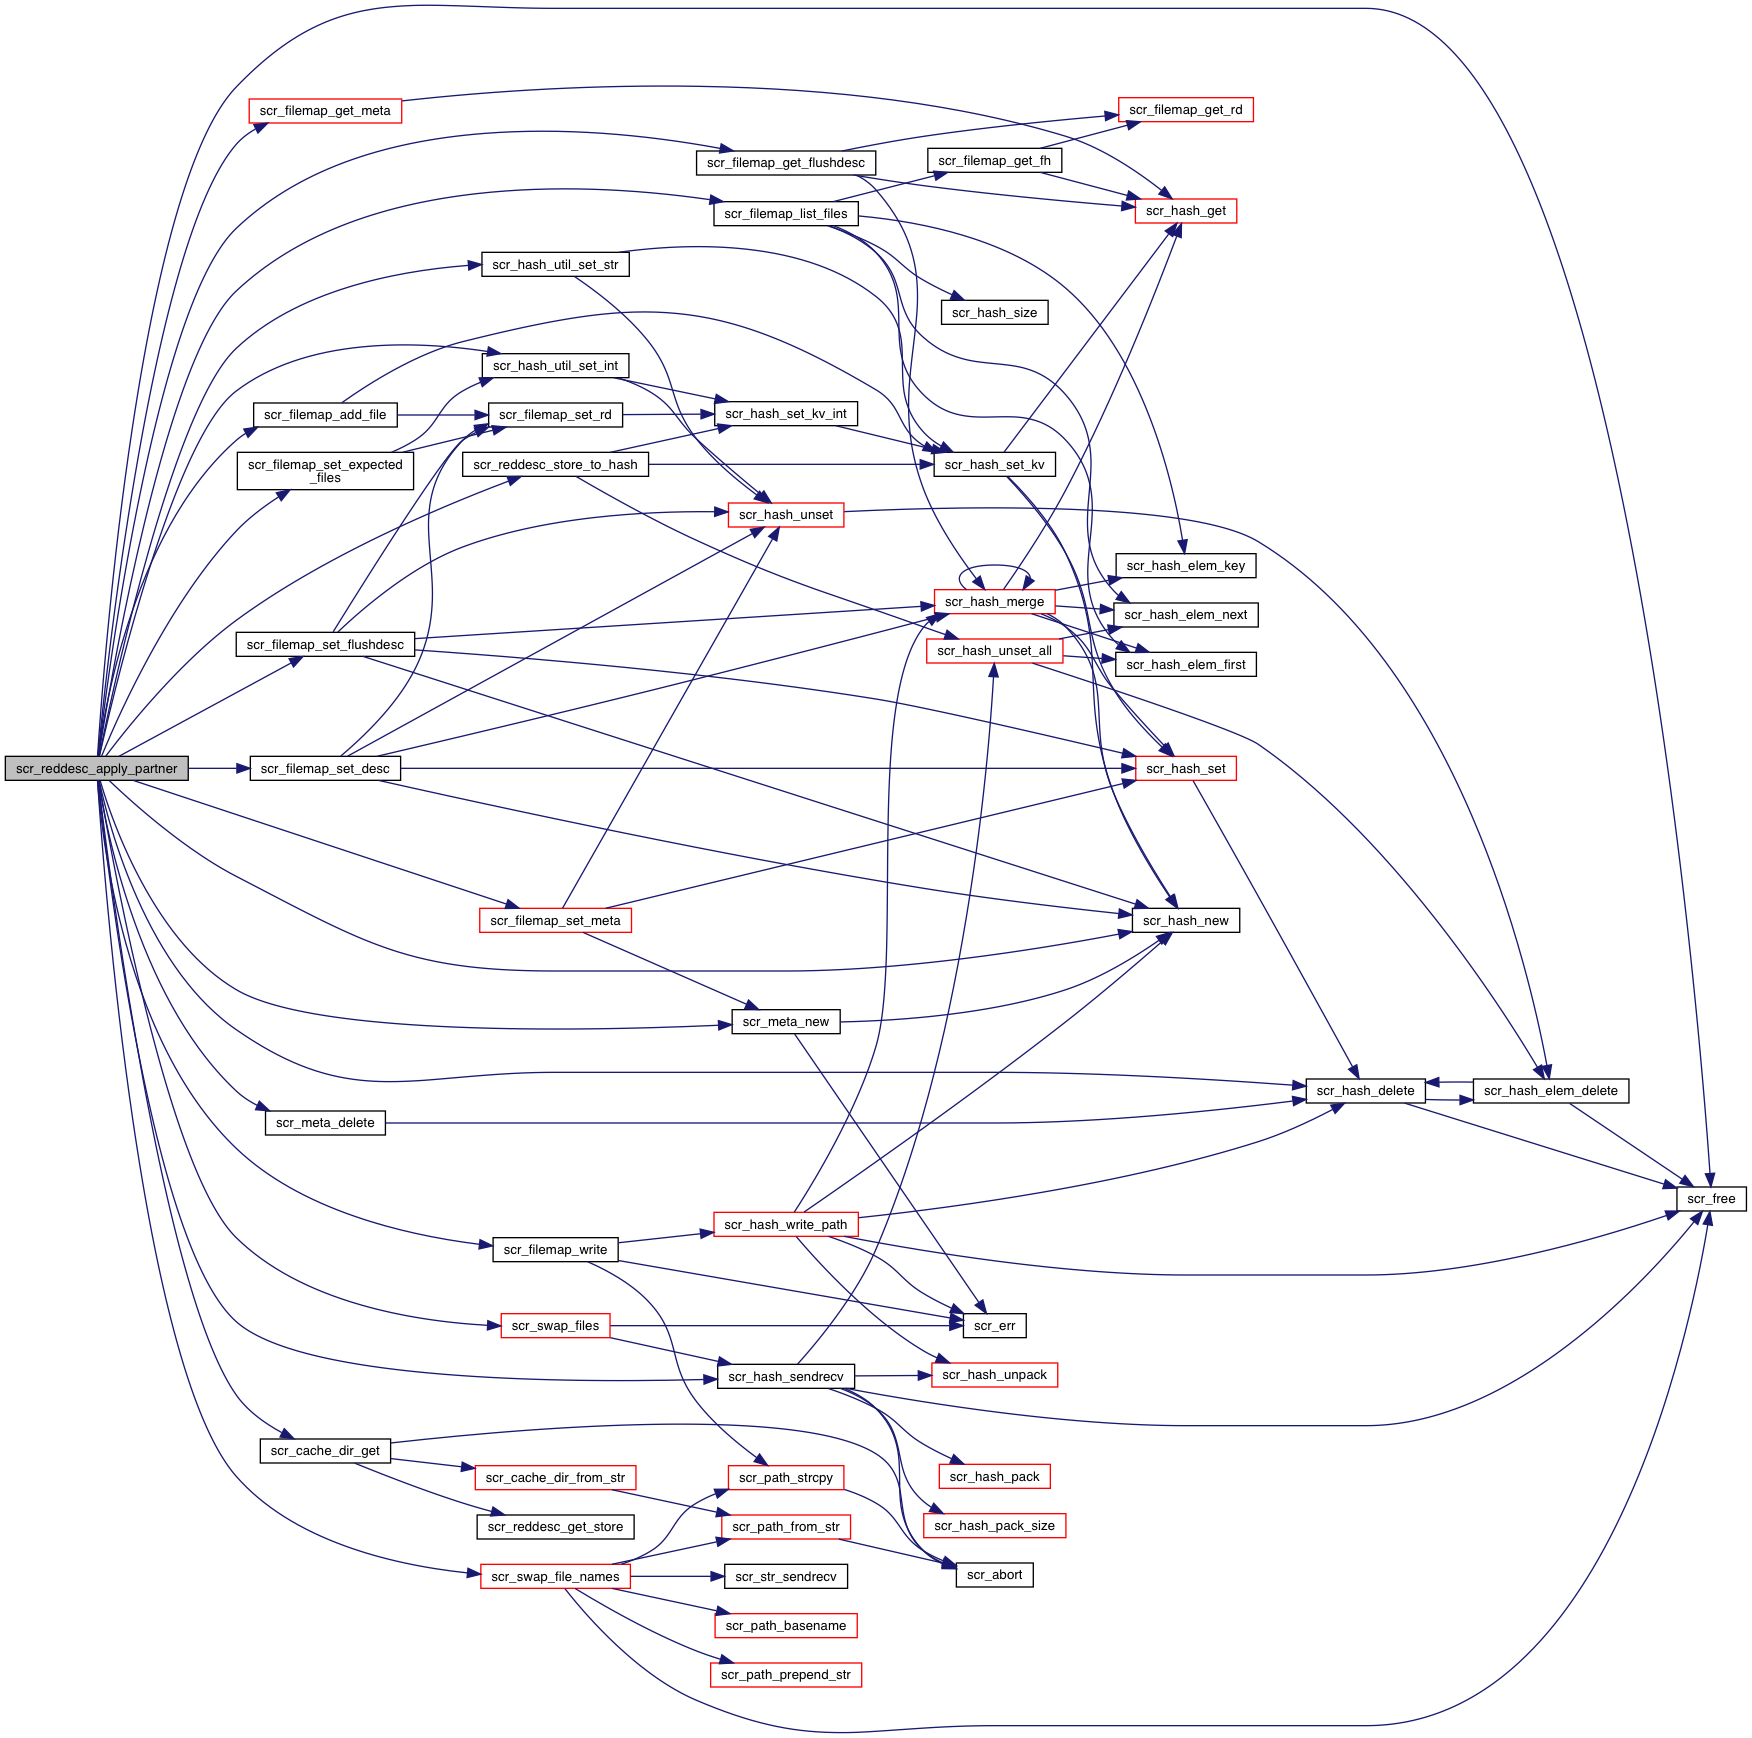 scr_filemap_get_meta
scr_filemap_get_rd
scr_filemap_get_flushdesc
scr_filemap_get_fh
scr_filemap_list_files
scr_hash_get
scr_hash_util_set_str
scr_hash_size
scr_hash_util_set_int
scr_filemap_add_file
scr_filemap_set_rd
scr_hash_set_kv_int
scr_filemap_set_expected
_files
scr_reddesc_store_to_hash
scr_hash_set_kv
scr_hash_unset
scr_hash_elem_key
scr_hash_merge
scr_hash_elem_next
scr_filemap_set_flushdesc
scr_hash_unset_all
scr_hash_elem_first
scr_reddesc_apply_partner
scr_filemap_set_desc
scr_hash_set
scr_filemap_set_meta
scr_hash_new
scr_meta_new
scr_hash_delete
scr_hash_elem_delete
scr_meta_delete
scr_free
scr_hash_write_path
scr_filemap_write
scr_swap_files
scr_err
scr_hash_sendrecv
scr_hash_unpack
scr_cache_dir_get
scr_cache_dir_from_str
scr_path_strcpy
scr_hash_pack
scr_reddesc_get_store
scr_path_from_str
scr_hash_pack_size
scr_swap_file_names
scr_str_sendrecv
scr_abort
scr_path_basename
scr_path_prepend_str